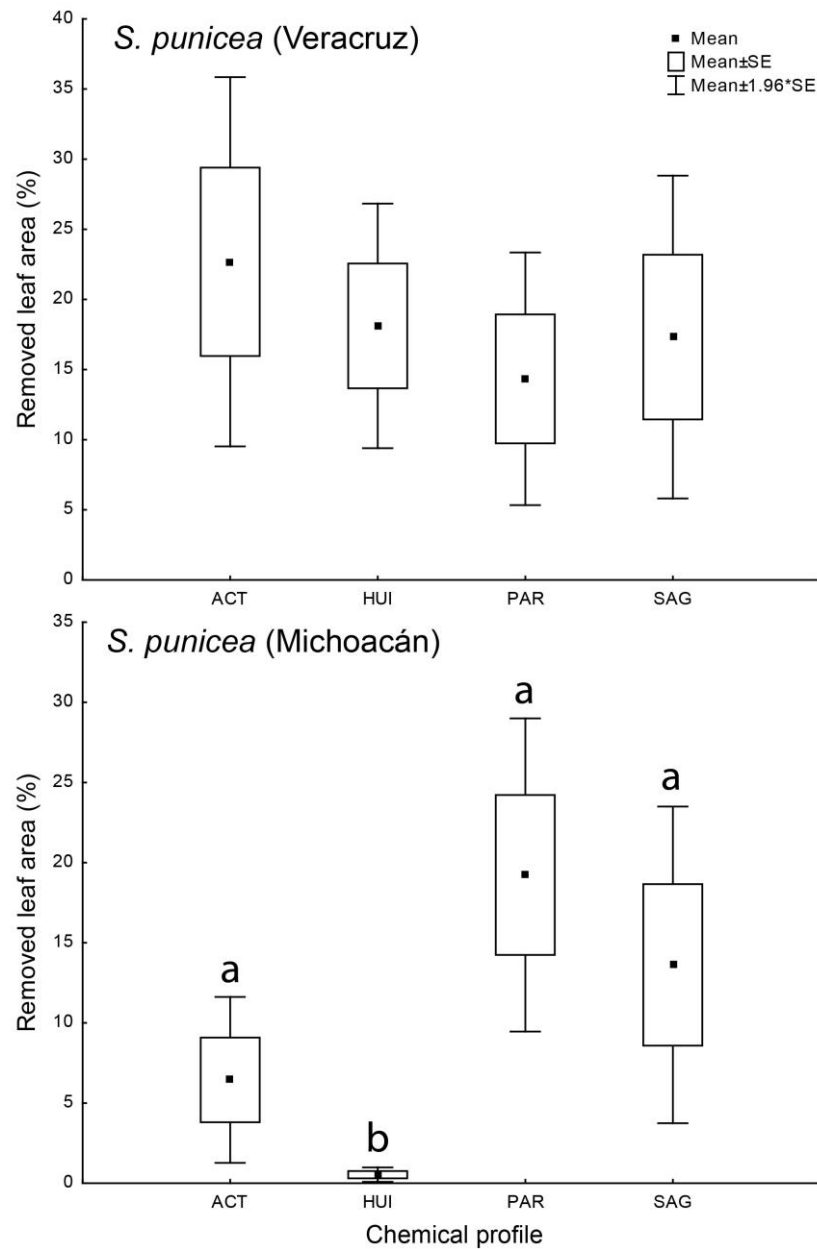 S. punicea (Veracruz)
Mean
Mean±SE
Mean±1.96*SE
Removed leaf area (%)
40
35
30
25
20
15
10
5
0
ACT HUI PAR SAG
S. punicea (Michoacán)
Removed leaf area (%)
35
30
25
20
15
10
5
0
a
b
a
a
ACT HUI PAR SAG
Chemical profile